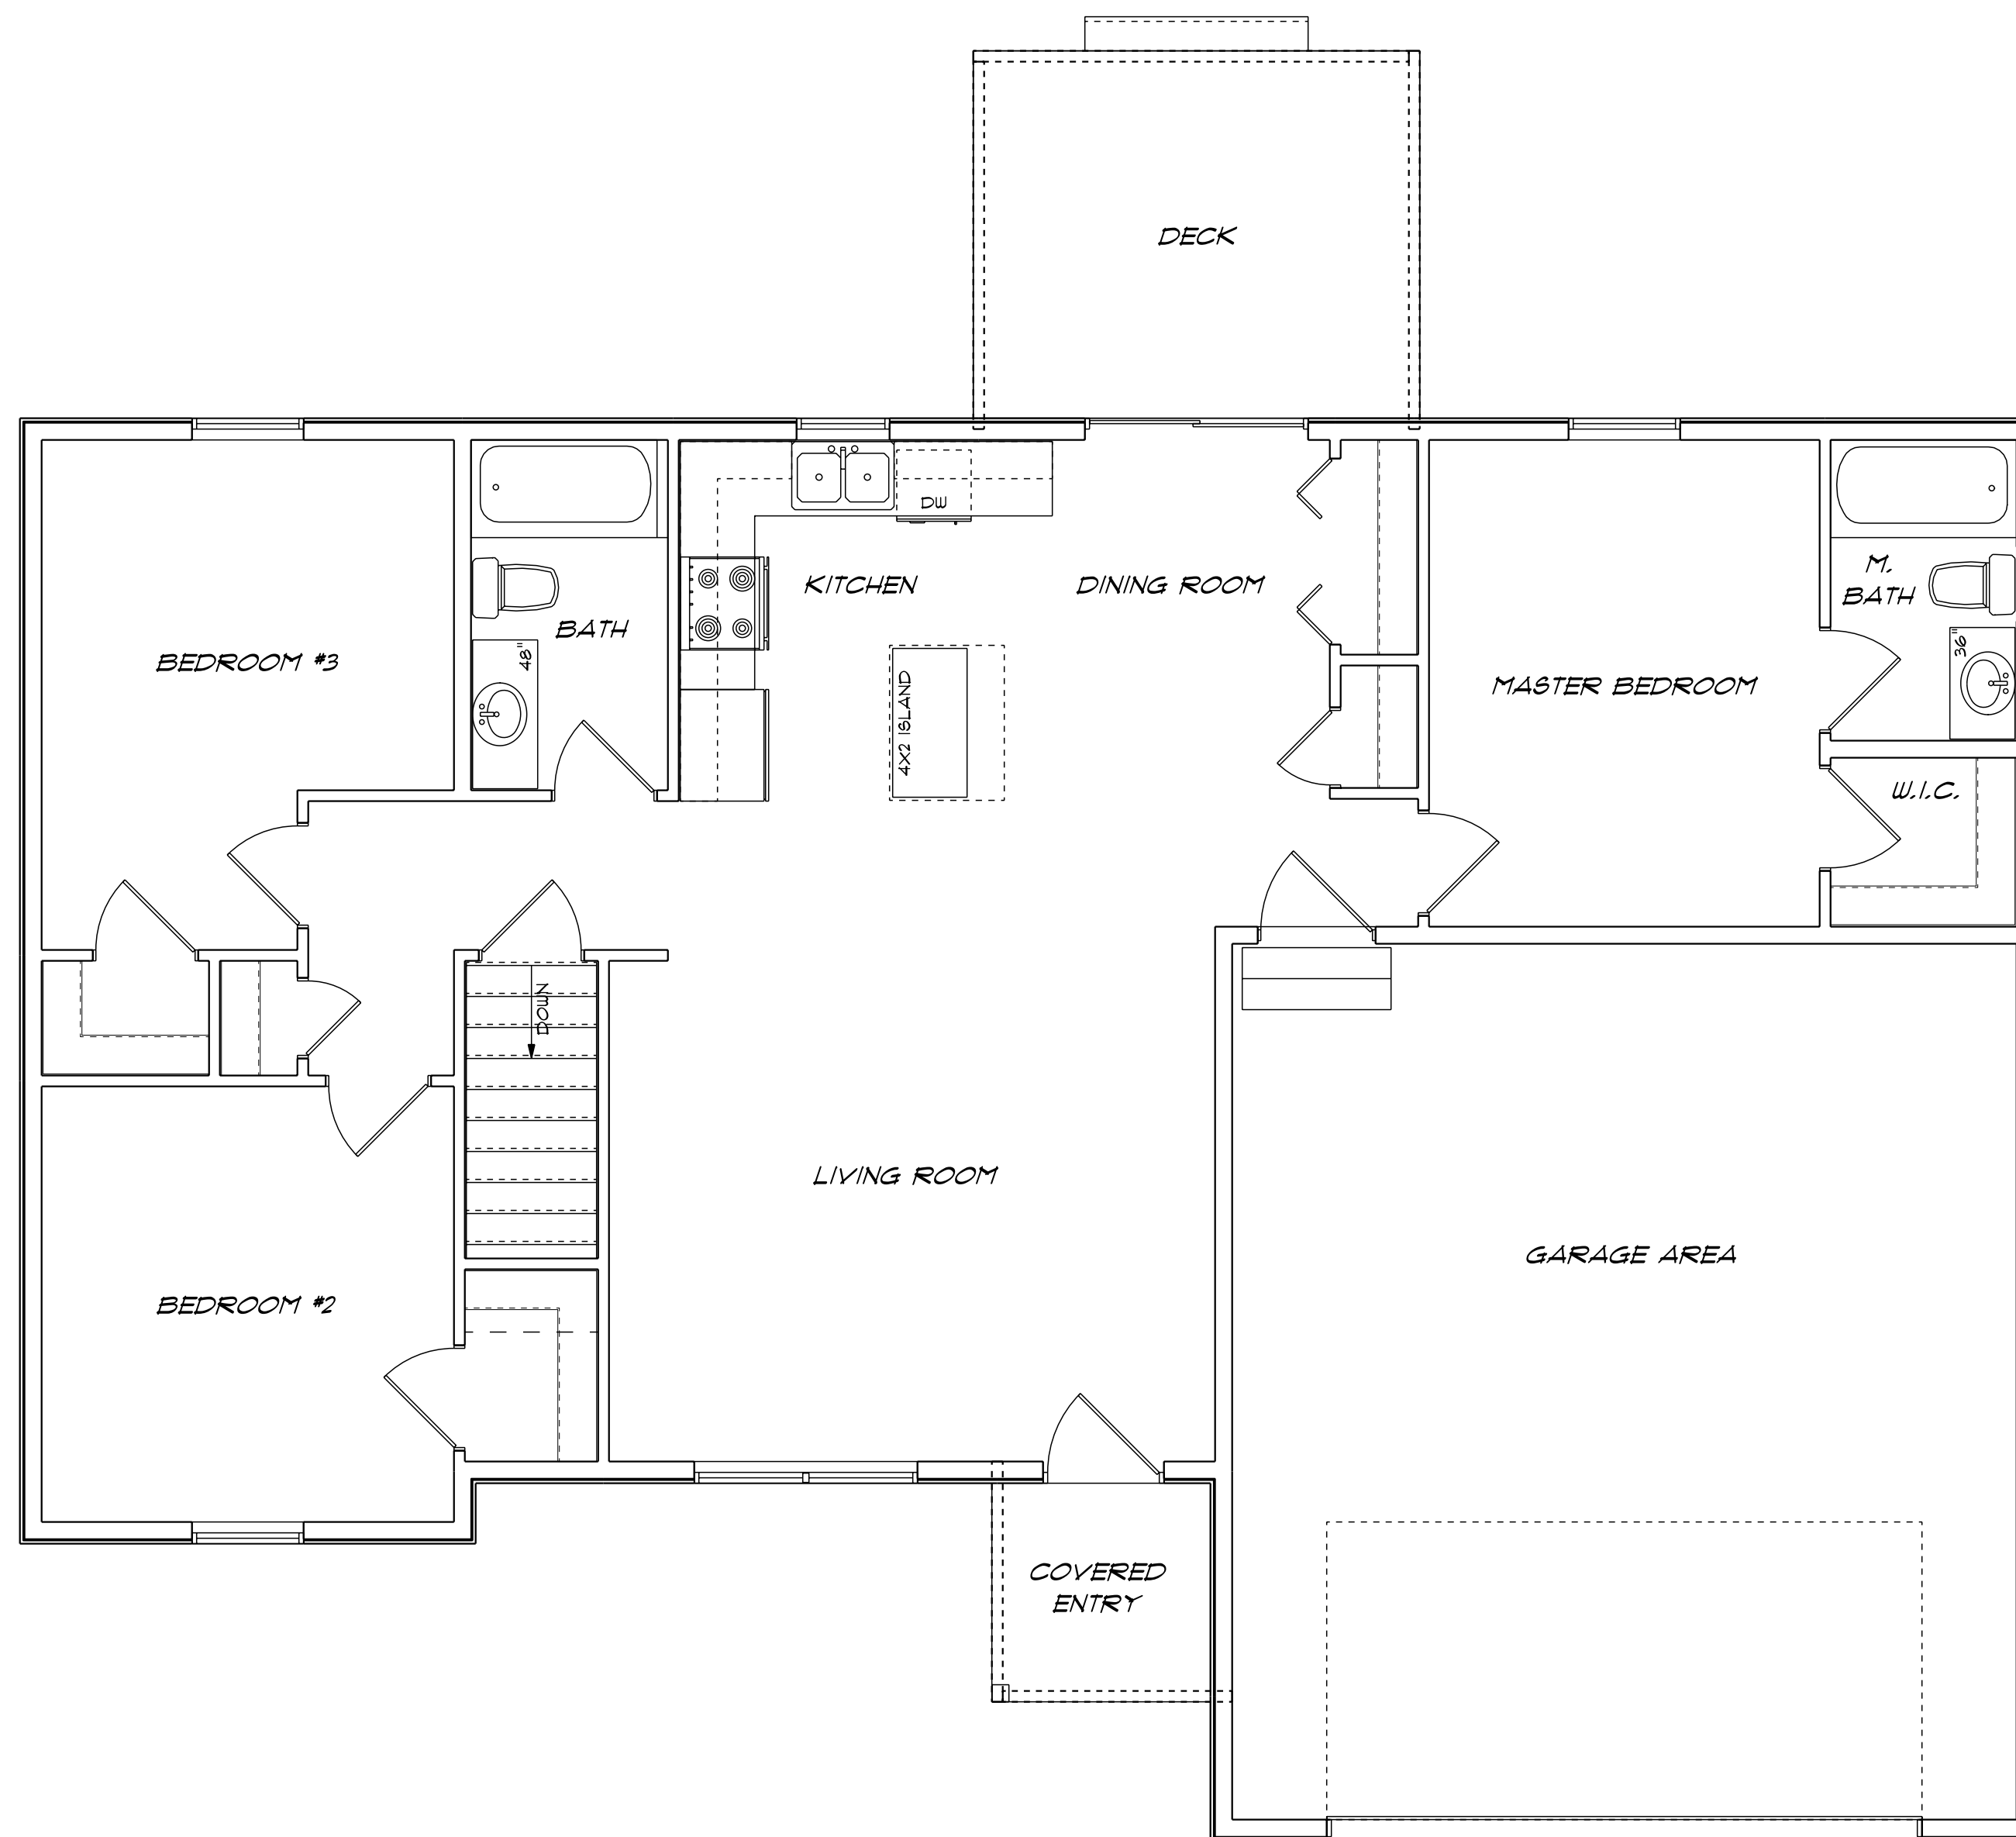 DECK
DW
KITCHEN
DINING ROOM
M.
BATH
BATH
48"
36"
BEDROOM #3
MASTER BEDROOM
4X2 ISLAND
W.I.C.
DOWN
LIVING ROOM
GARAGE AREA
BEDROOM #2
COVERED
ENTRY